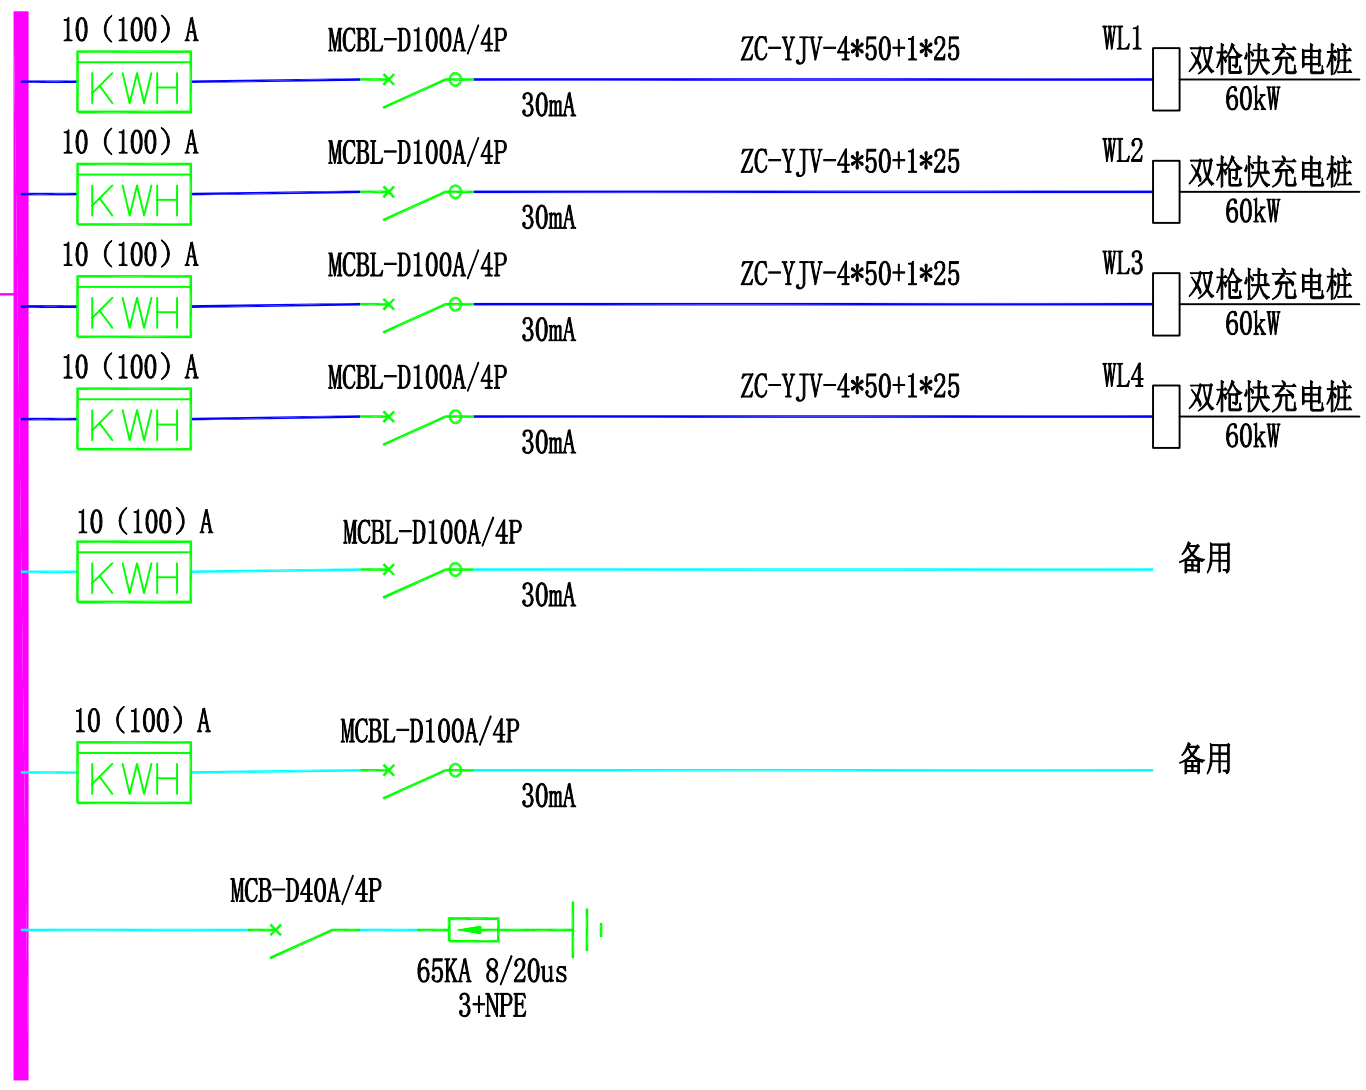 10（100）A
MCBL-D100A/4P
ZC-YJV-4*50+1*25
WL1
双枪快充电桩
KWH
30mA
60kW
10（100）A
MCBL-D100A/4P
ZC-YJV-4*50+1*25
WL2
双枪快充电桩
KWH
30mA
60kW
10（100）A
MCBL-D100A/4P
ZC-YJV-4*50+1*25
WL3
双枪快充电桩
KWH
30mA
60kW
10（100）A
MCBL-D100A/4P
ZC-YJV-4*50+1*25
WL4
双枪快充电桩
KWH
30mA
60kW
10（100）A
MCBL-D100A/4P
备用
KWH
30mA
10（100）A
MCBL-D100A/4P
备用
KWH
30mA
MCB-D40A/4P
65KA 8/20us
3+NPE